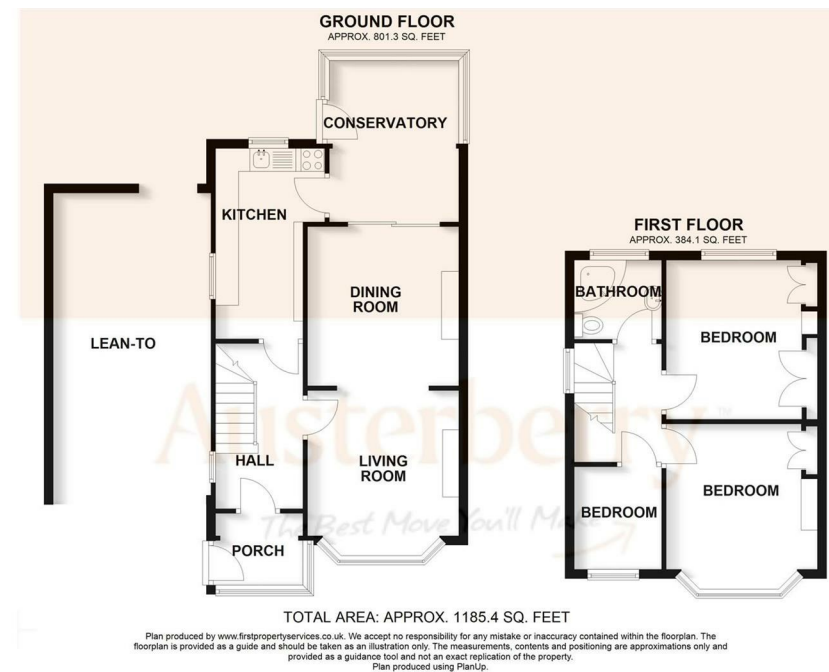 GROUND FLOOR
APPROX. 801.3 SQ. FEET
CONSERVATORY
KITCHEN
DINING
ROOM
LEAN-TO
HALL
LIVING
ROOM
PORCH
FIRST FLOOR
APPROX. 384.1 SQ. FEET
BATHROOM
BEDROOM
BEDROOM
BEDROOM
Austerberry™
The Best Move You'll Make
TOTAL AREA: APPROX. 1185.4 SQ. FEET
Plan produced by www.firstpropertyservices.co.uk. We accept no responsibility for any mistake or inaccuracy contained within the floorplan. The
floorplan is provided as a guide and should be taken as an illustration only. The measurements, contents and positioning are approximations only and
provided as a guidance tool and not an exact replication of the property.
Plan produced using PlanUp.